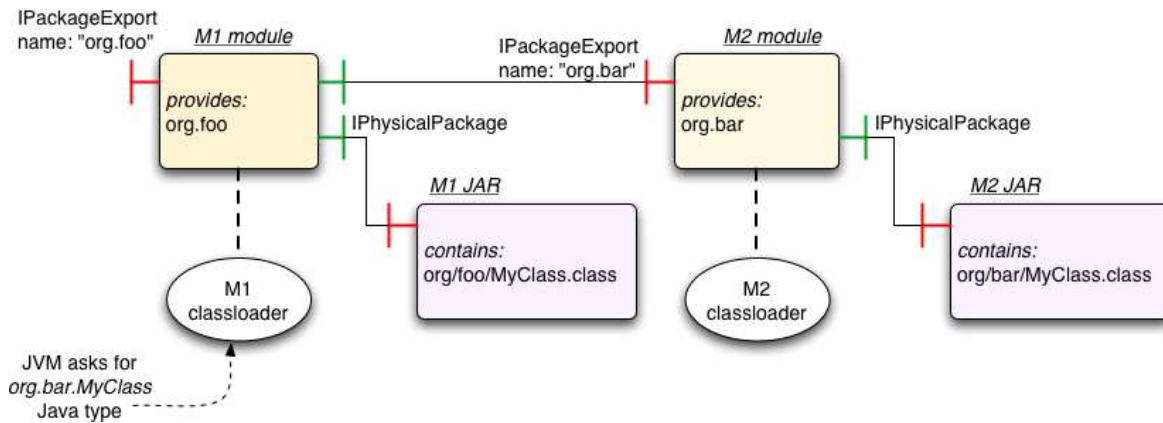 IPackageExport
name: "org.foo"
M1 module
IPackageExport
name: "org.bar"
M2 module
provides:
org.foo
provides:
org.bar
IPhysicalPackage
IPhysicalPackage
M1 JAR
M2 JAR
contains:
org/foo/MyClass.class
contains:
org/bar/MyClass.class
M1
classloader
M2
classloader
JVM asks for
org.bar.MyClass
Java type